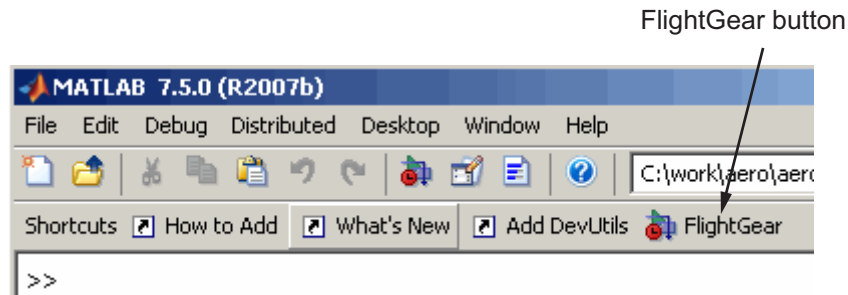 FlightGear button
MATLAB 7.5.0 (R2007b)
File Edit Debug Distributed Desktop Window Help
C:\work\aero\aero
Shortcuts How to Add What's New Add DevUtils FlightGear
>>